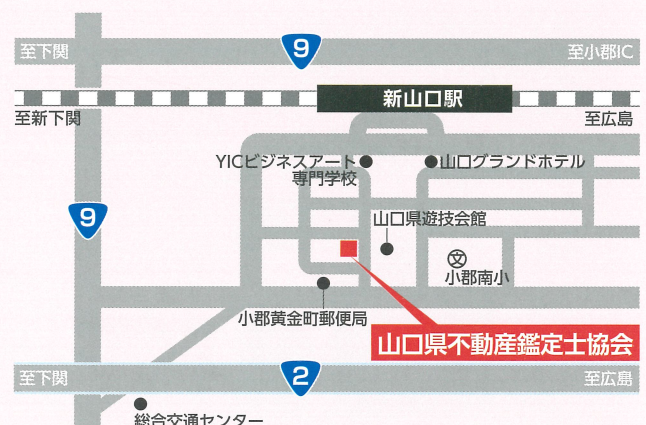 至下関
9
至小郡IC
新山口駅
至新下関
至広島
YICビジネスアート
専門学校
山口グランドホテル
9
山口県遊技会館
文
小郡南小
小郡黄金町郵便局
山口県不動産鑑定士協会
至下関
2
至広島
総合交通センター